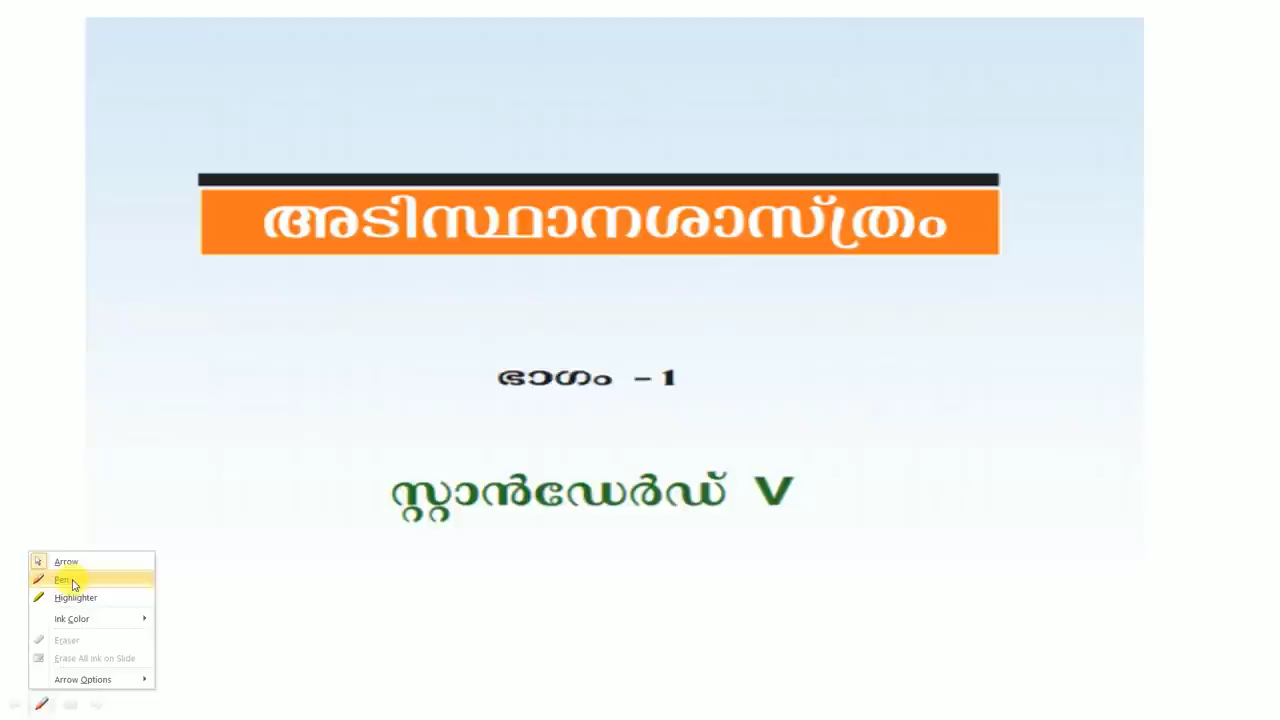 അടിസ്ഥാനശാസ്ത്രം
ഭാഗം -1
സ്റ്റാൻഡേർഡ് V
Arrow
Pen
Highlighter
Ink Color
Eraser
Erase All Ink on Slide
Arrow Options